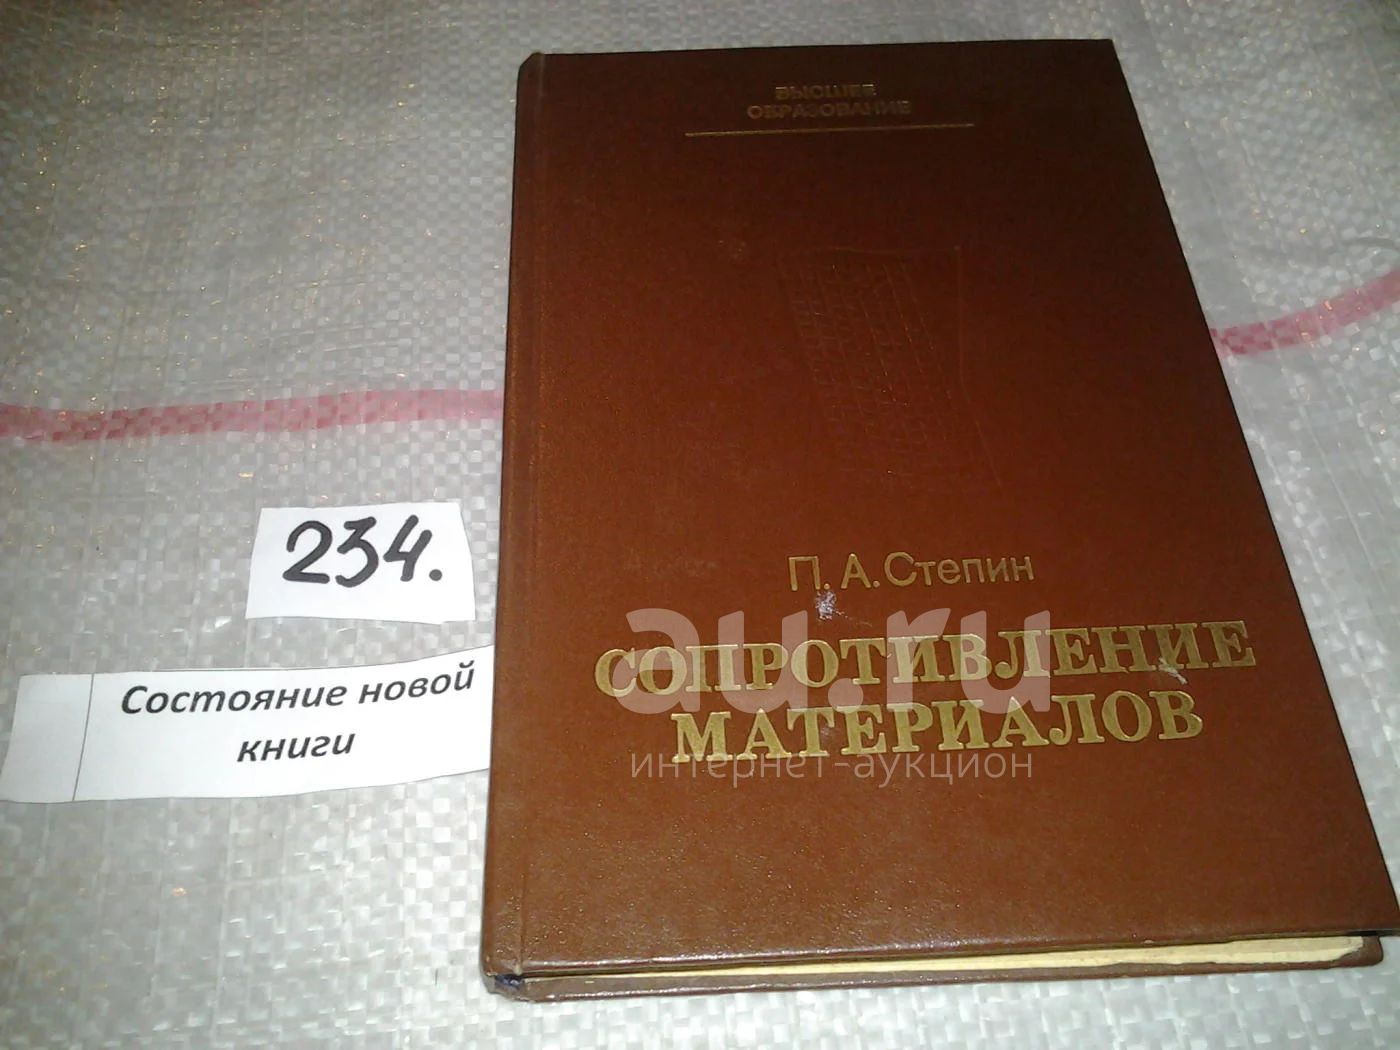 ВЫСШЕЕ
ОБРАЗОВАНИЕ
П. А. Степин
СОПРОТИВЛЕНИЕ
МАТЕРИАЛОВ
au.ru
интернет-аукцион
234.
Состояние новой
книги